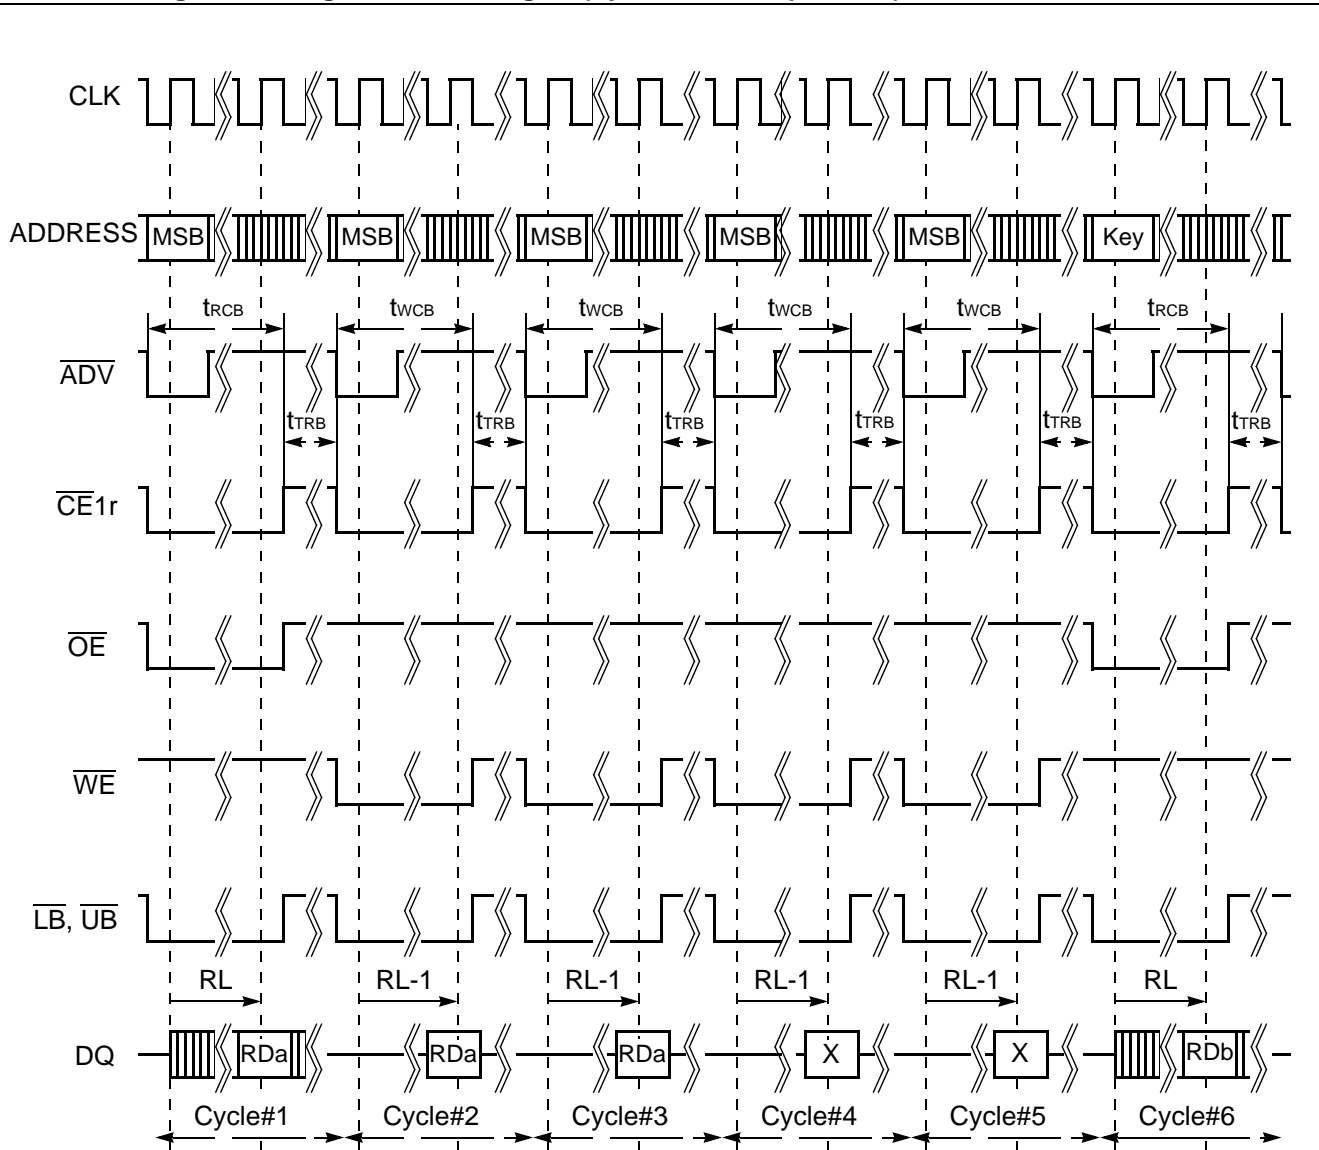 CLK
ADDRESS MSB MSB MSB MSB MSB Key
tRCB tWCB tWCB tWCB tWCB tRCB
ADV
tTRB tTRB tTRB tTRB tTRB tTRB
CE1r
OE
WE
LB, UB
RL RL-1 RL-1 RL-1 RL-1 RL
DQ RDa RDa RDa X X RDb
Cycle#1 Cycle#2 Cycle#3 Cycle#4 Cycle#5 Cycle#6